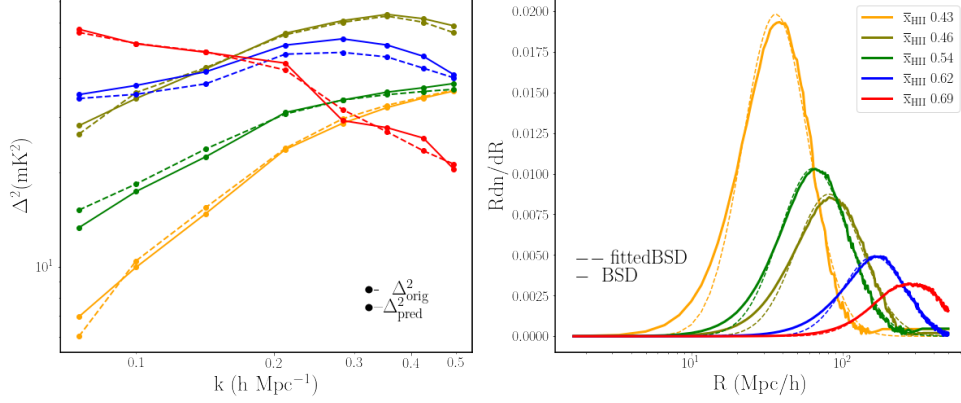 Δ²(mK²)
10¹
0.1
0.2
0.3
0.4
0.5
k (h Mpc⁻¹)
Δ²orig
Δ²pred
Rdn/dR
0.0200
0.0175
0.0150
0.0125
0.0100
0.0075
0.0050
0.0025
0.0000
10¹
10²
R (Mpc/h)
x̅HII 0.43
x̅HII 0.46
x̅HII 0.54
x̅HII 0.62
x̅HII 0.69
fittedBSD
BSD